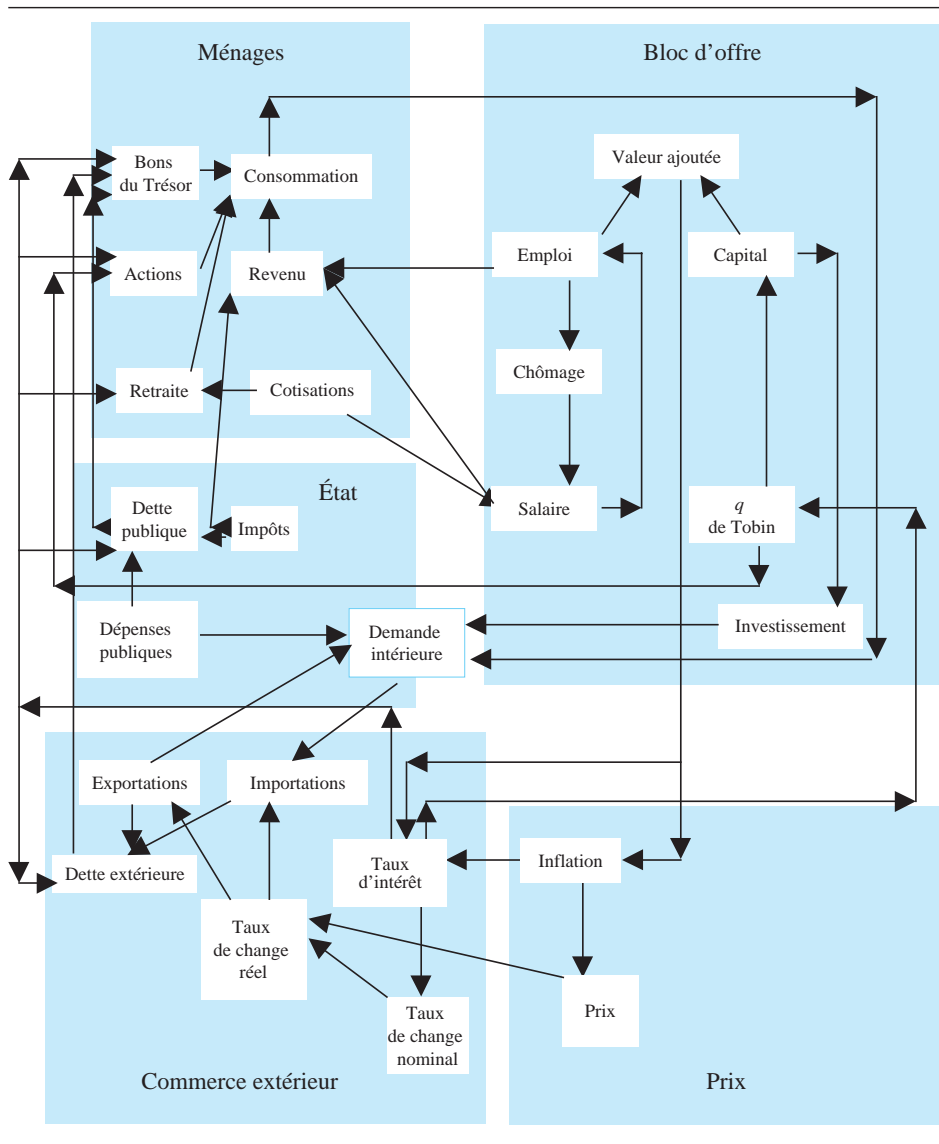 Ménages
Bloc d'offre
Bons
du Trésor
Consommation
Valeur ajoutée
Actions
Revenu
Emploi
Capital
Chômage
Retraite
Cotisations
État
Dette
publique
Impôts
Salaire
q
de Tobin
Dépenses
publiques
Demande
intérieure
Investissement
Exportations
Importations
Dette extérieure
Taux
d'intérêt
Inflation
Taux
de change
réel
Prix
Taux
de change
nominal
Commerce extérieur
Prix